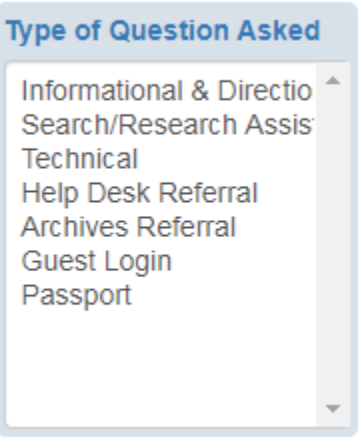 Type of Question Asked
Informational & Directio
Search/Research Assis
Technical
Help Desk Referral
Archives Referral
Guest Login
Passport